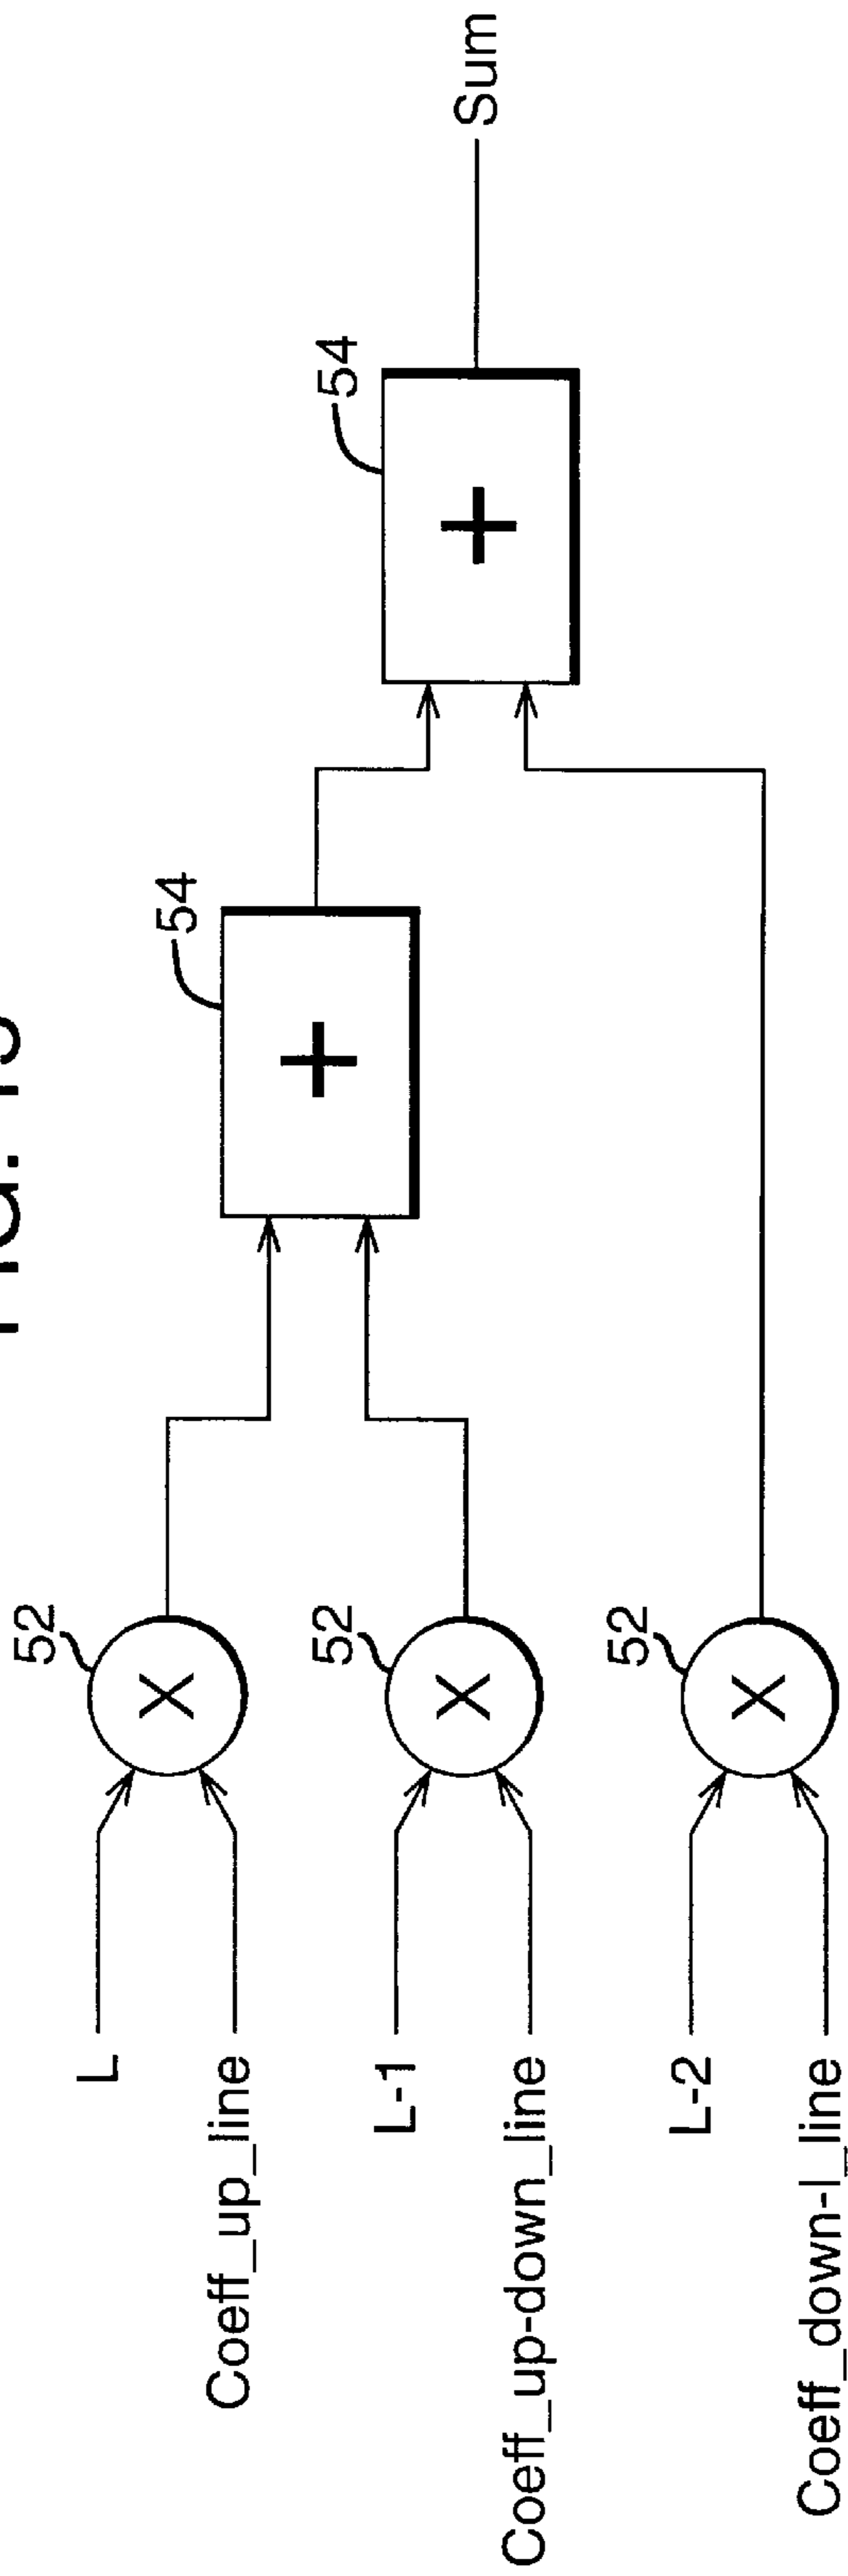 L
Coeff_up_line
52
X
L-1
Coeff_up-down_line
52
X
L-2
Coeff_down-l_line
52
X
54
+
54
+
Sum